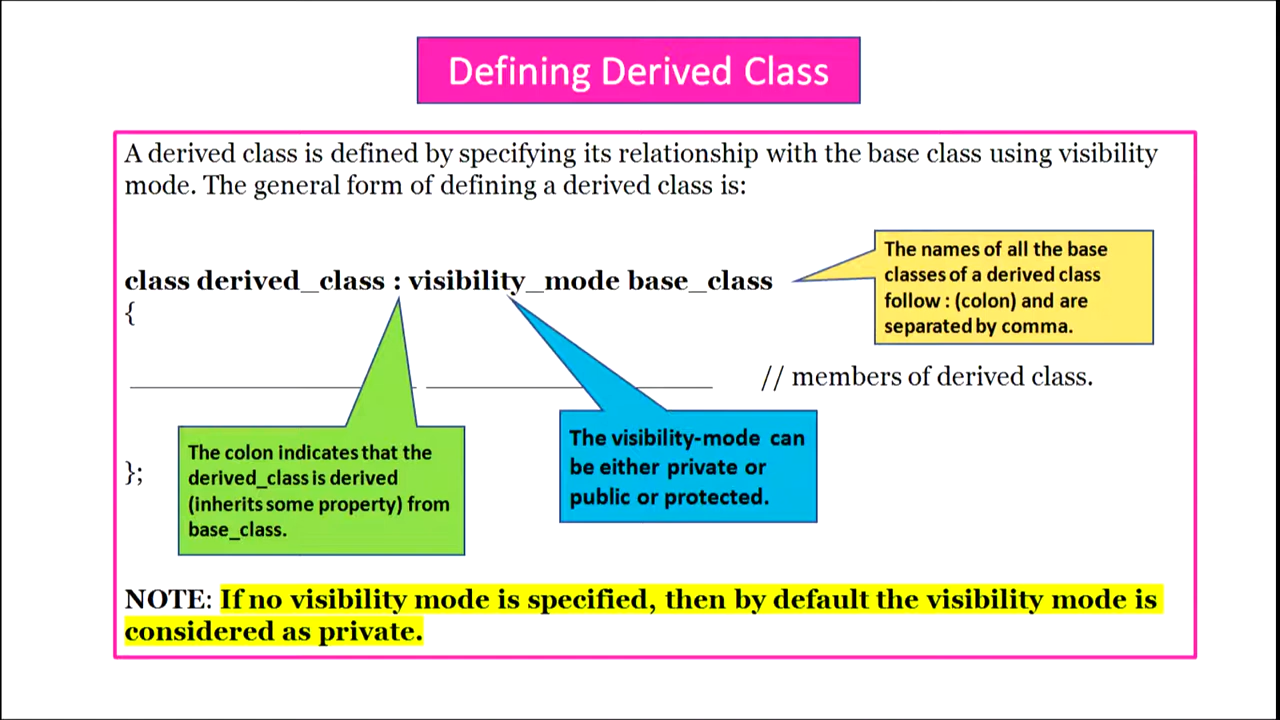 Defining Derived Class
A derived class is defined by specifying its relationship with the base class using visibility
mode. The general form of defining a derived class is:
class derived_class : visibility_mode base_class
{
The names of all the base
classes of a derived class
follow : (colon) and are
separated by comma.
// members of derived class.
The colon indicates that the
derived_class is derived
(inherits some property) from
base_class.
The visibility-mode can
be either private or
public or protected.
};
NOTE: If no visibility mode is specified, then by default the visibility mode is
considered as private.